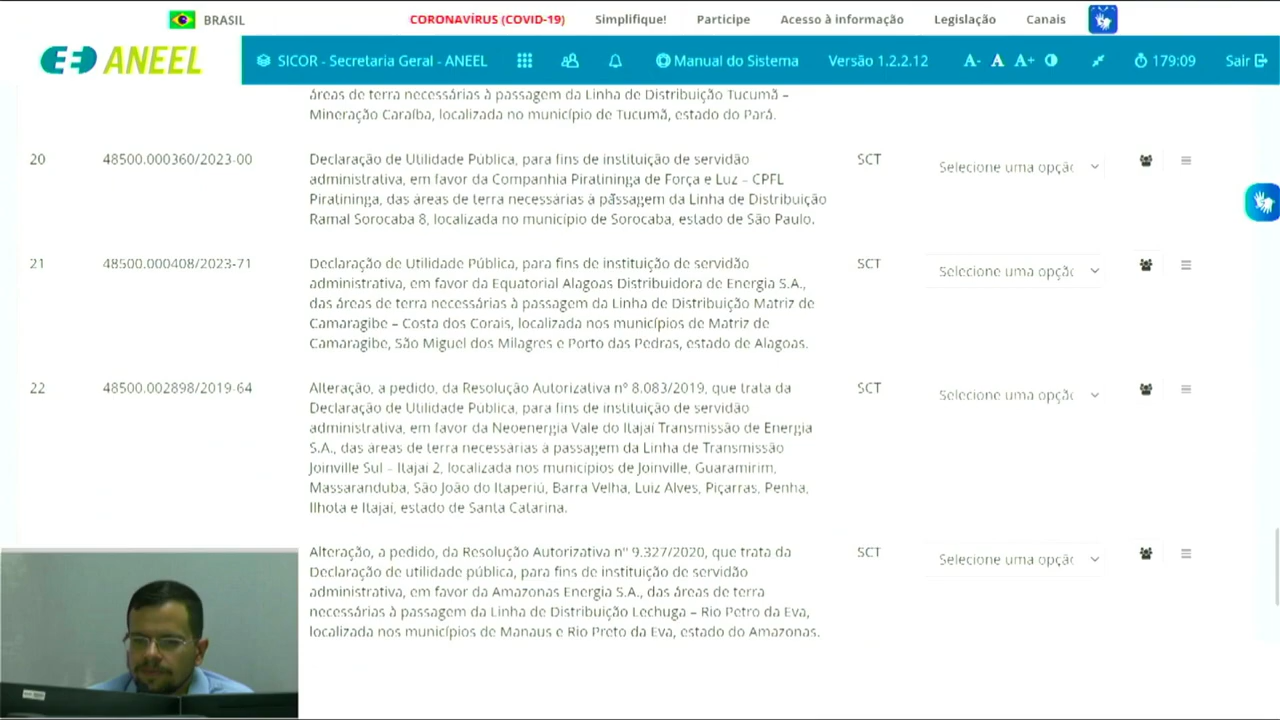 BRASIL
CORONAVÍRUS (COVID-19)
Simplifique!
Participe
Acesso à informação
Legislação
Canais
ANEEL
SICOR - Secretaria Geral - ANEEL
Manual do Sistema
Versão 1.2.2.12
A-
A
A+
179:09
Sair
áreas de terra necessárias à passagem da Linha de Distribuição Tucumã –
Mineração Caraíba, localizada no município de Tucumã, estado do Pará.
20
48500.000360/2023-00
Declaração de Utilidade Pública, para fins de instituição de servidão
administrativa, em favor da Companhia Piratininga de Força e Luz – CPFL
Piratininga, das áreas de terra necessárias à passagem da Linha de Distribuição
Ramal Sorocaba 8, localizada no município de Sorocaba, estado de São Paulo.
SCT
Selecione uma opçã
21
48500.000408/2023-71
Declaração de Utilidade Pública, para fins de instituição de servidão
administrativa, em favor da Equatorial Alagoas Distribuidora de Energia S.A.,
das áreas de terra necessárias à passagem da Linha de Distribuição Matriz de
Camaragibe – Costa dos Corais, localizada nos municípios de Matriz de
Camaragibe, São Miguel dos Milagres e Porto das Pedras, estado de Alagoas.
SCT
Selecione uma opçã
22
48500.002898/2019-64
Alteração, a pedido, da Resolução Autorizativa nº 8.083/2019, que trata da
Declaração de Utilidade Pública, para fins de instituição de servidão
administrativa, em favor da Neoenergia Vale do Itajaí Transmissão de Energia
S.A., das áreas de terra necessárias à passagem da Linha de Transmissão
Joinville Sul – Itajaí 2, localizada nos municípios de Joinville, Guaramirim,
Massaranduba, São João do Itaperiú, Barra Velha, Luiz Alves, Piçarras, Penha,
Ilhota e Itajaí, estado de Santa Catarina.
SCT
Selecione uma opçã
Alteração, a pedido, da Resolução Autorizativa nº 9.327/2020, que trata da
Declaração de utilidade pública, para fins de instituição de servidão
administrativa, em favor da Amazonas Energia S.A., das áreas de terra
necessárias à passagem da Linha de Distribuição Lechuga – Rio Petro da Eva,
localizada nos municípios de Manaus e Rio Preto da Eva, estado do Amazonas.
SCT
Selecione uma opçã